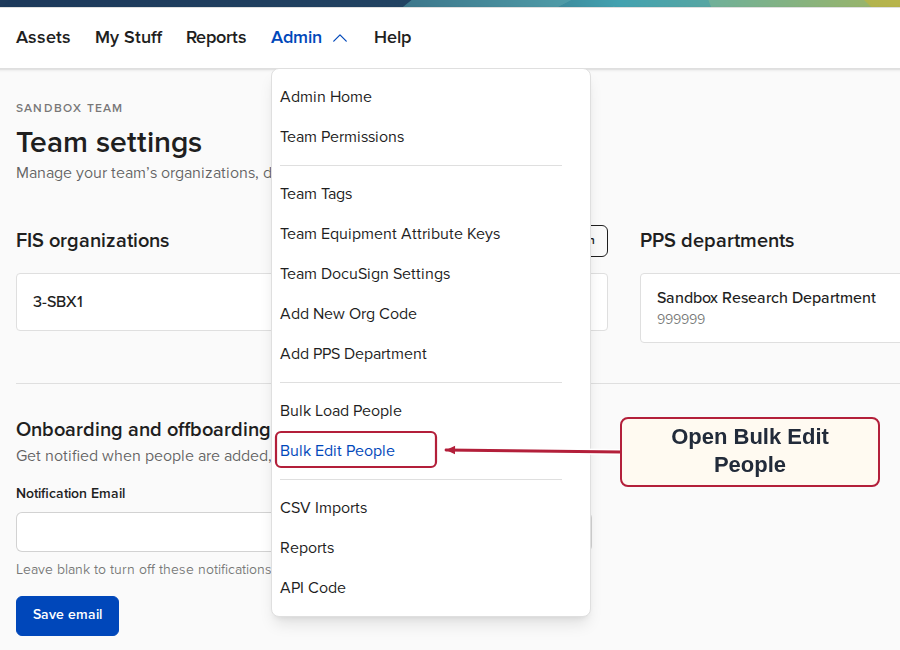 Assets My Stuff Reports Admin Help
SANDBOX TEAM
Team settings
Manage your team's organizations, d
FIS organizations
3-SBX1
PPS departments
Sandbox Research Department
999999
Admin Home
Team Permissions
Team Tags
Team Equipment Attribute Keys
Team DocuSign Settings
Add New Org Code
Add PPS Department
Bulk Load People
Bulk Edit People
CSV Imports
Reports
API Code
Open Bulk Edit
People
Onboarding and offboarding
Get notified when people are added,
Notification Email
Leave blank to turn off these notifications
Save email